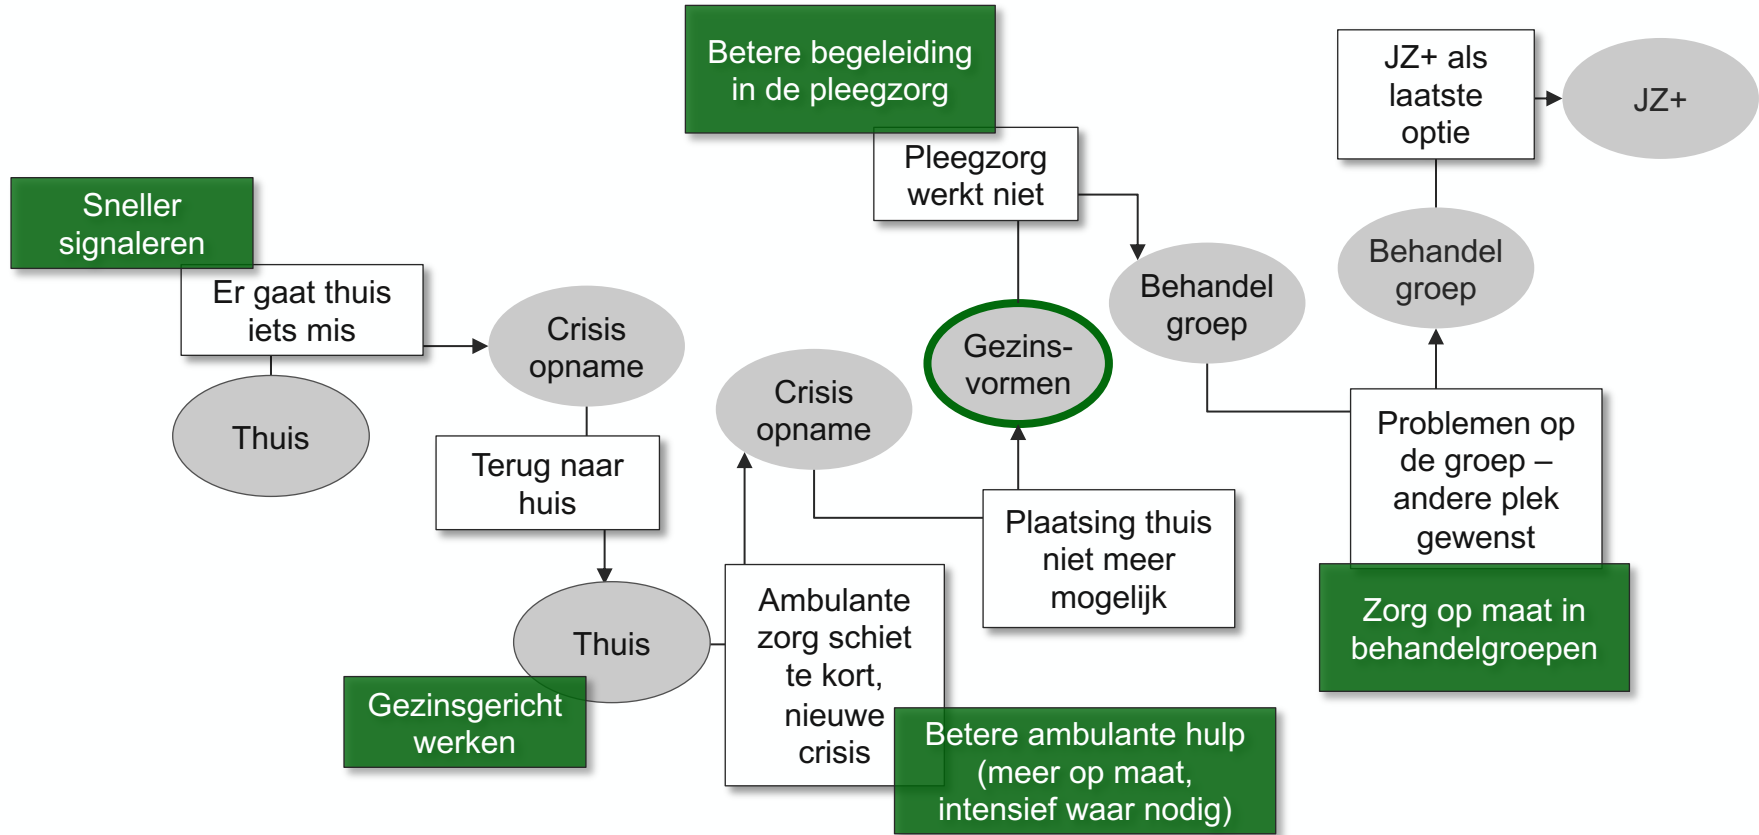 Sneller
signaleren
Er gaat thuis
iets mis
Thuis
Crisis
opname
Terug naar
huis
Thuis
Gezinsgericht
werken
Ambulante
zorg schiet
te kort,
nieuwe
crisis
Betere ambulante hulp
(meer op maat,
intensief waar nodig)
Crisis
opname
Plaatsing thuis
niet meer
mogelijk
Gezins-
vormen
Pleegzorg
werkt niet
Betere begeleiding
in de pleegzorg
Behandel
groep
Problemen op
de groep –
andere plek
gewenst
Zorg op maat in
behandelgroepen
Behandel
groep
JZ+ als
laatste
optie
JZ+